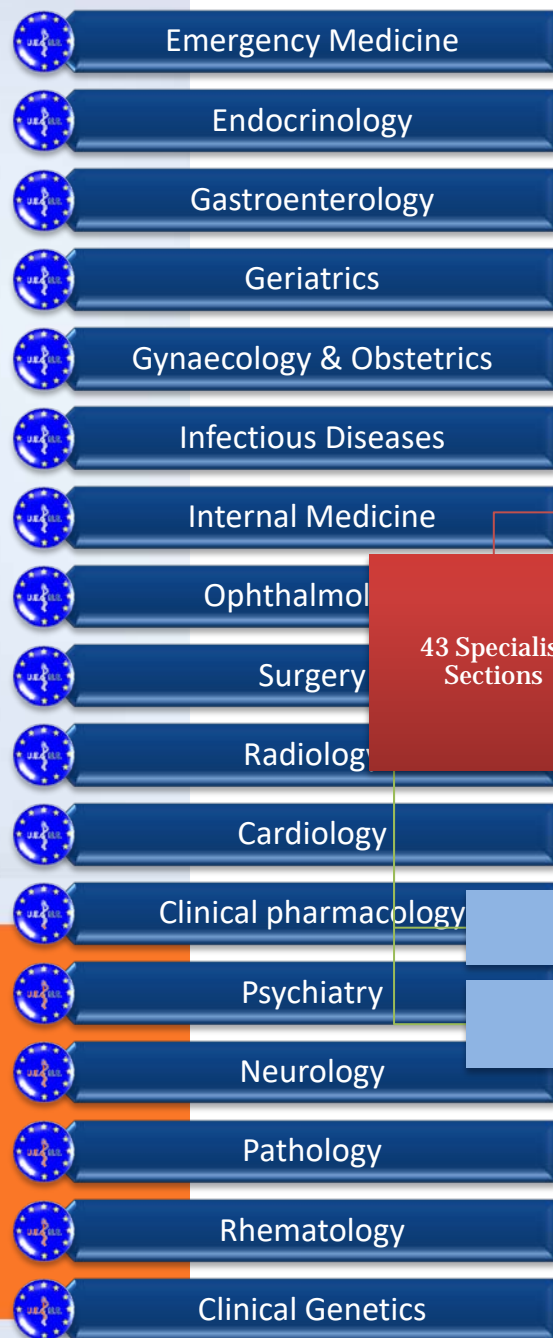 Emergency Medicine
Endocrinology
Gastroenterology
Geriatrics
Gynaecology & Obstetrics
Infectious Diseases
Internal Medicine
Ophthalmol
43 Specialis
Sections
Surgery
Radiology
Cardiology
Clinical pharmacology
Psychiatry
Neurology
Pathology
Rhematology
Clinical Genetics